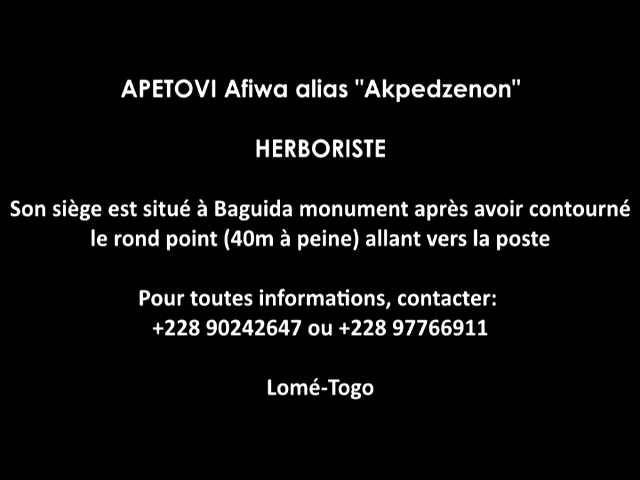 APETOVI Afiwa alias "Akpedzenon"
HERBORISTE
Son siège est situé à Baguida monument après avoir contourné
le rond point (40m à peine) allant vers la poste
Pour toutes informations, contacter:
+228 90242647 ou +228 97766911
Lomé-Togo